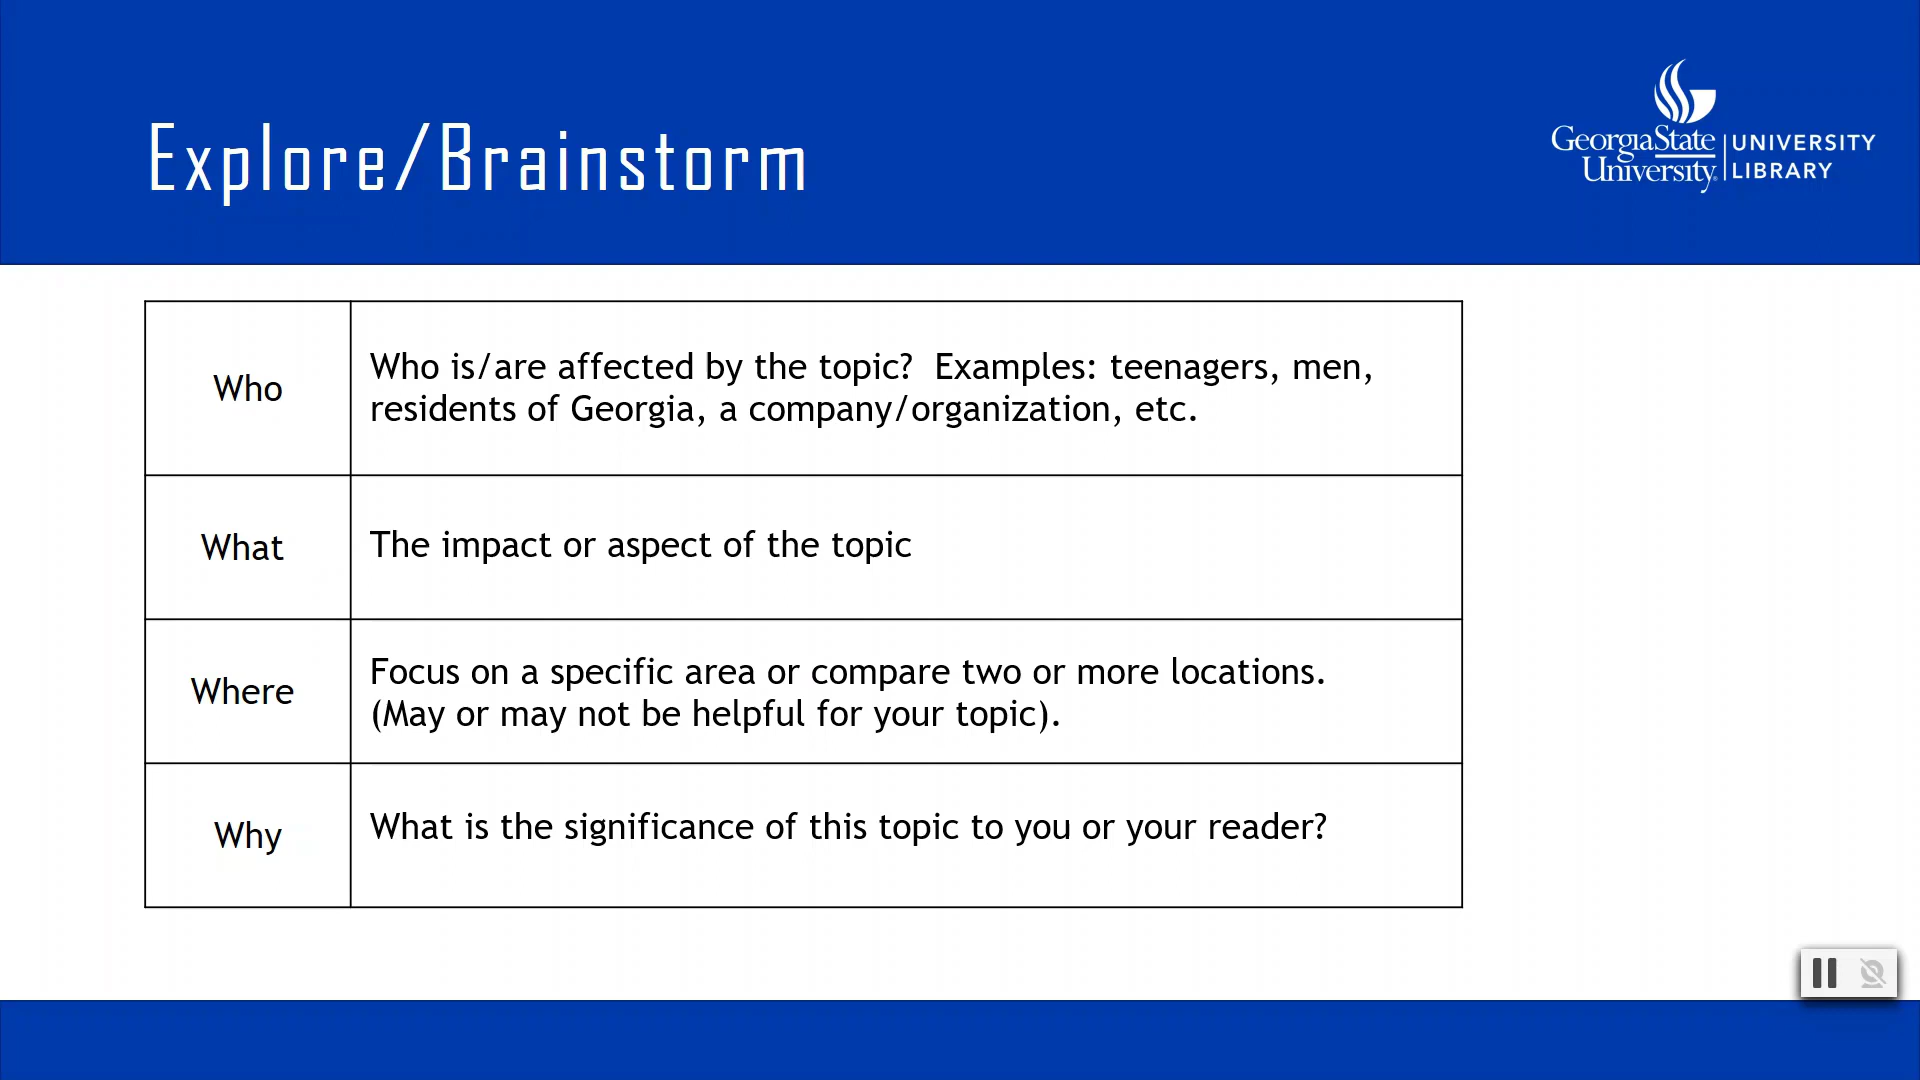 Explore/Brainstorm
GeorgiaState
University
UNIVERSITY
LIBRARY
Who
Who is/are affected by the topic?  Examples: teenagers, men,
residents of Georgia, a company/organization, etc.
What
The impact or aspect of the topic
Where
Focus on a specific area or compare two or more locations.
(May or may not be helpful for your topic).
Why
What is the significance of this topic to you or your reader?